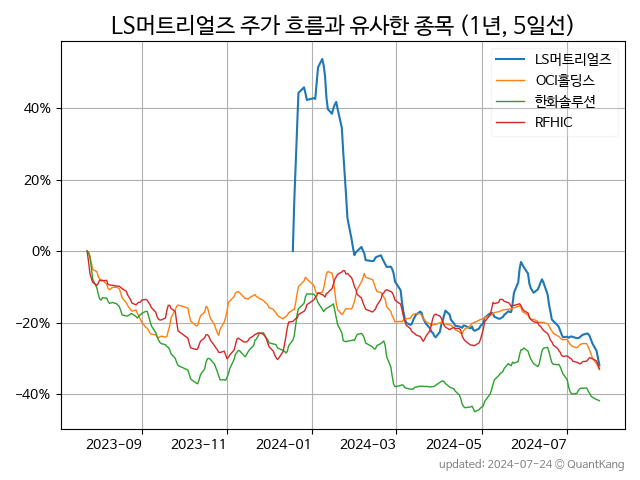 LS머트리얼즈 주가 흐름과 유사한 종목 (1년, 5일선)
LS머트리얼즈
OCI홀딩스
한화솔루션
RFHIC
40%
20%
0%
−20%
−40%
2023-09
2023-11
2024-01
2024-03
2024-05
2024-07
updated: 2024-07-24 © QuantKang